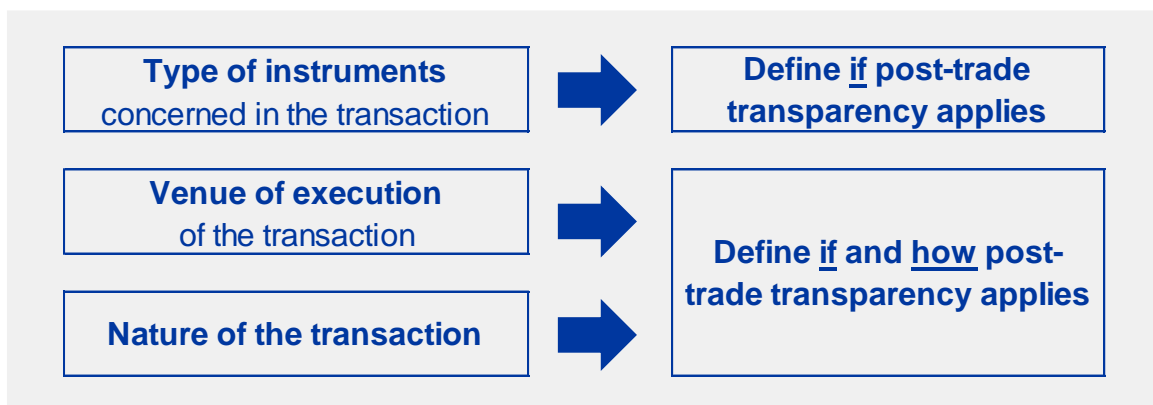 Type of instruments
concerned in the transaction
Define if post-trade
transparency applies
Venue of execution
of the transaction
Define if and how post-
trade transparency applies
Nature of the transaction